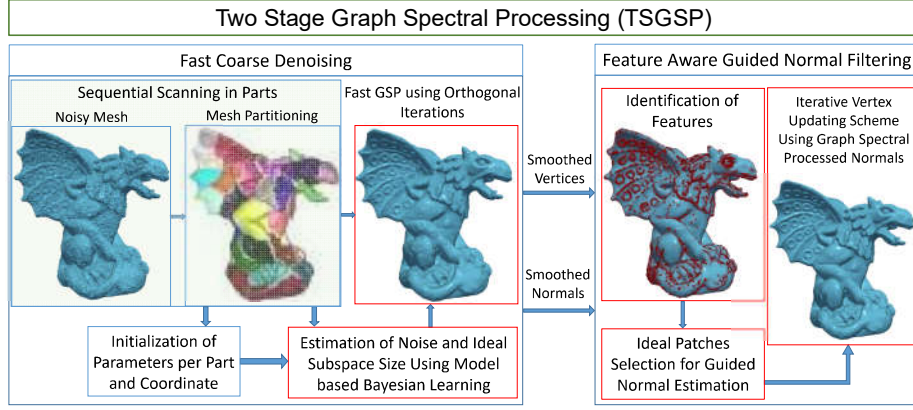 Two Stage Graph Spectral Processing (TSGSP)
Fast Coarse Denoising
Sequential Scanning in Parts
Noisy Mesh
Mesh Partitioning
Fast GSP using Orthogonal
Iterations
Initialization of
Parameters per Part
and Coordinate
Estimation of Noise and Ideal
Subspace Size Using Model
based Bayesian Learning
Smoothed
Vertices
Smoothed
Normals
Feature Aware Guided Normal Filtering
Identification of
Features
Ideal Patches
Selection for Guided
Normal Estimation
Iterative Vertex
Updating Scheme
Using Graph Spectral
Processed Normals